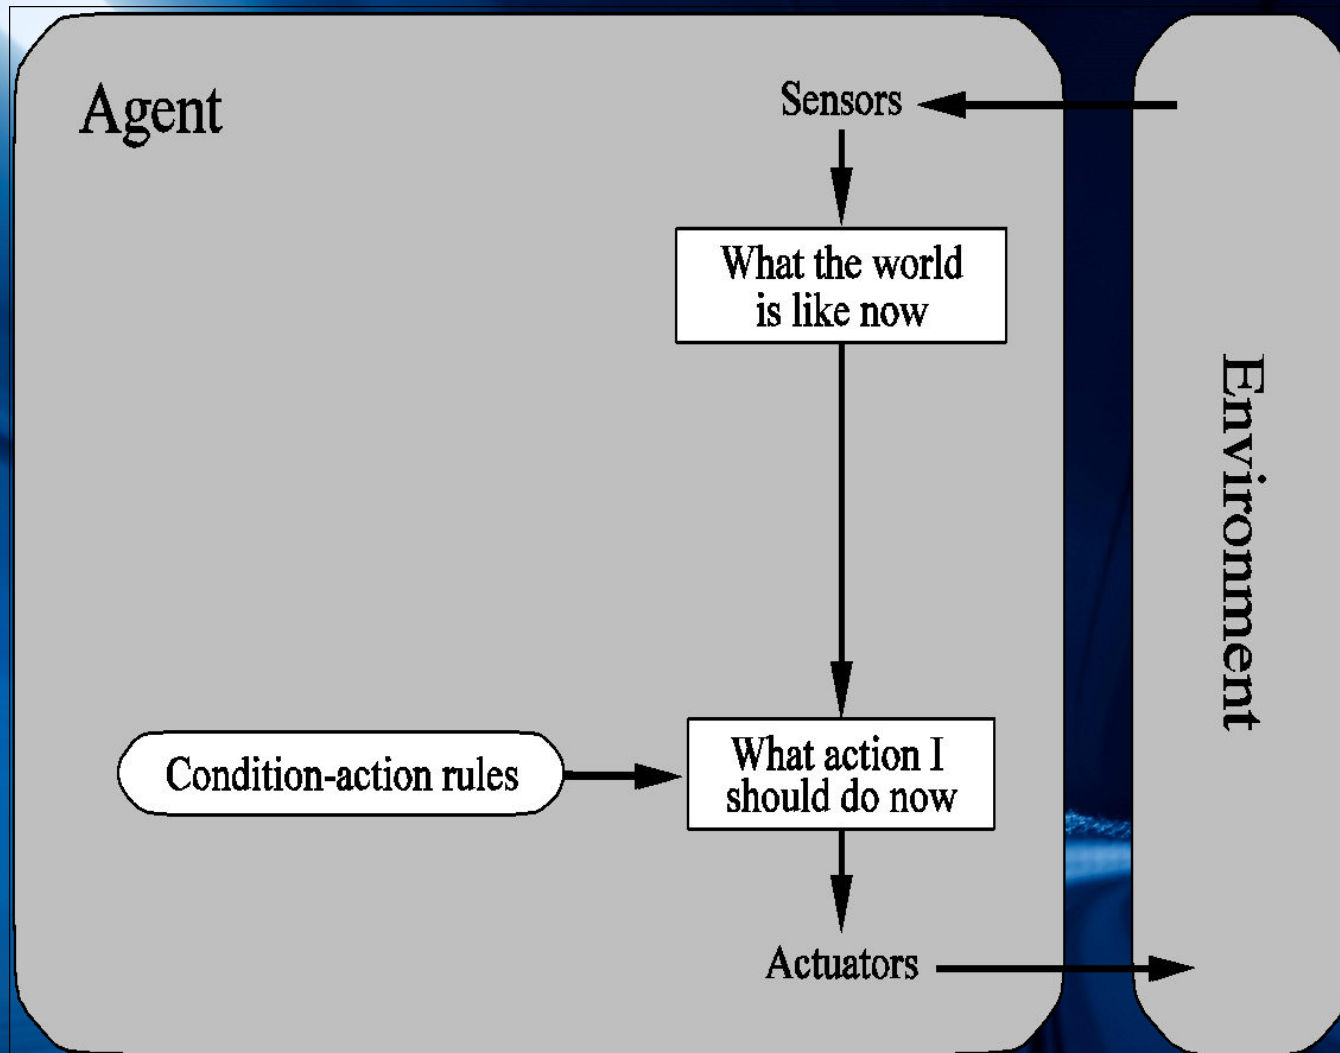 Agent
Sensors
What the world
is like now
Environment
Condition-action rules
What action I
should do now
Actuators